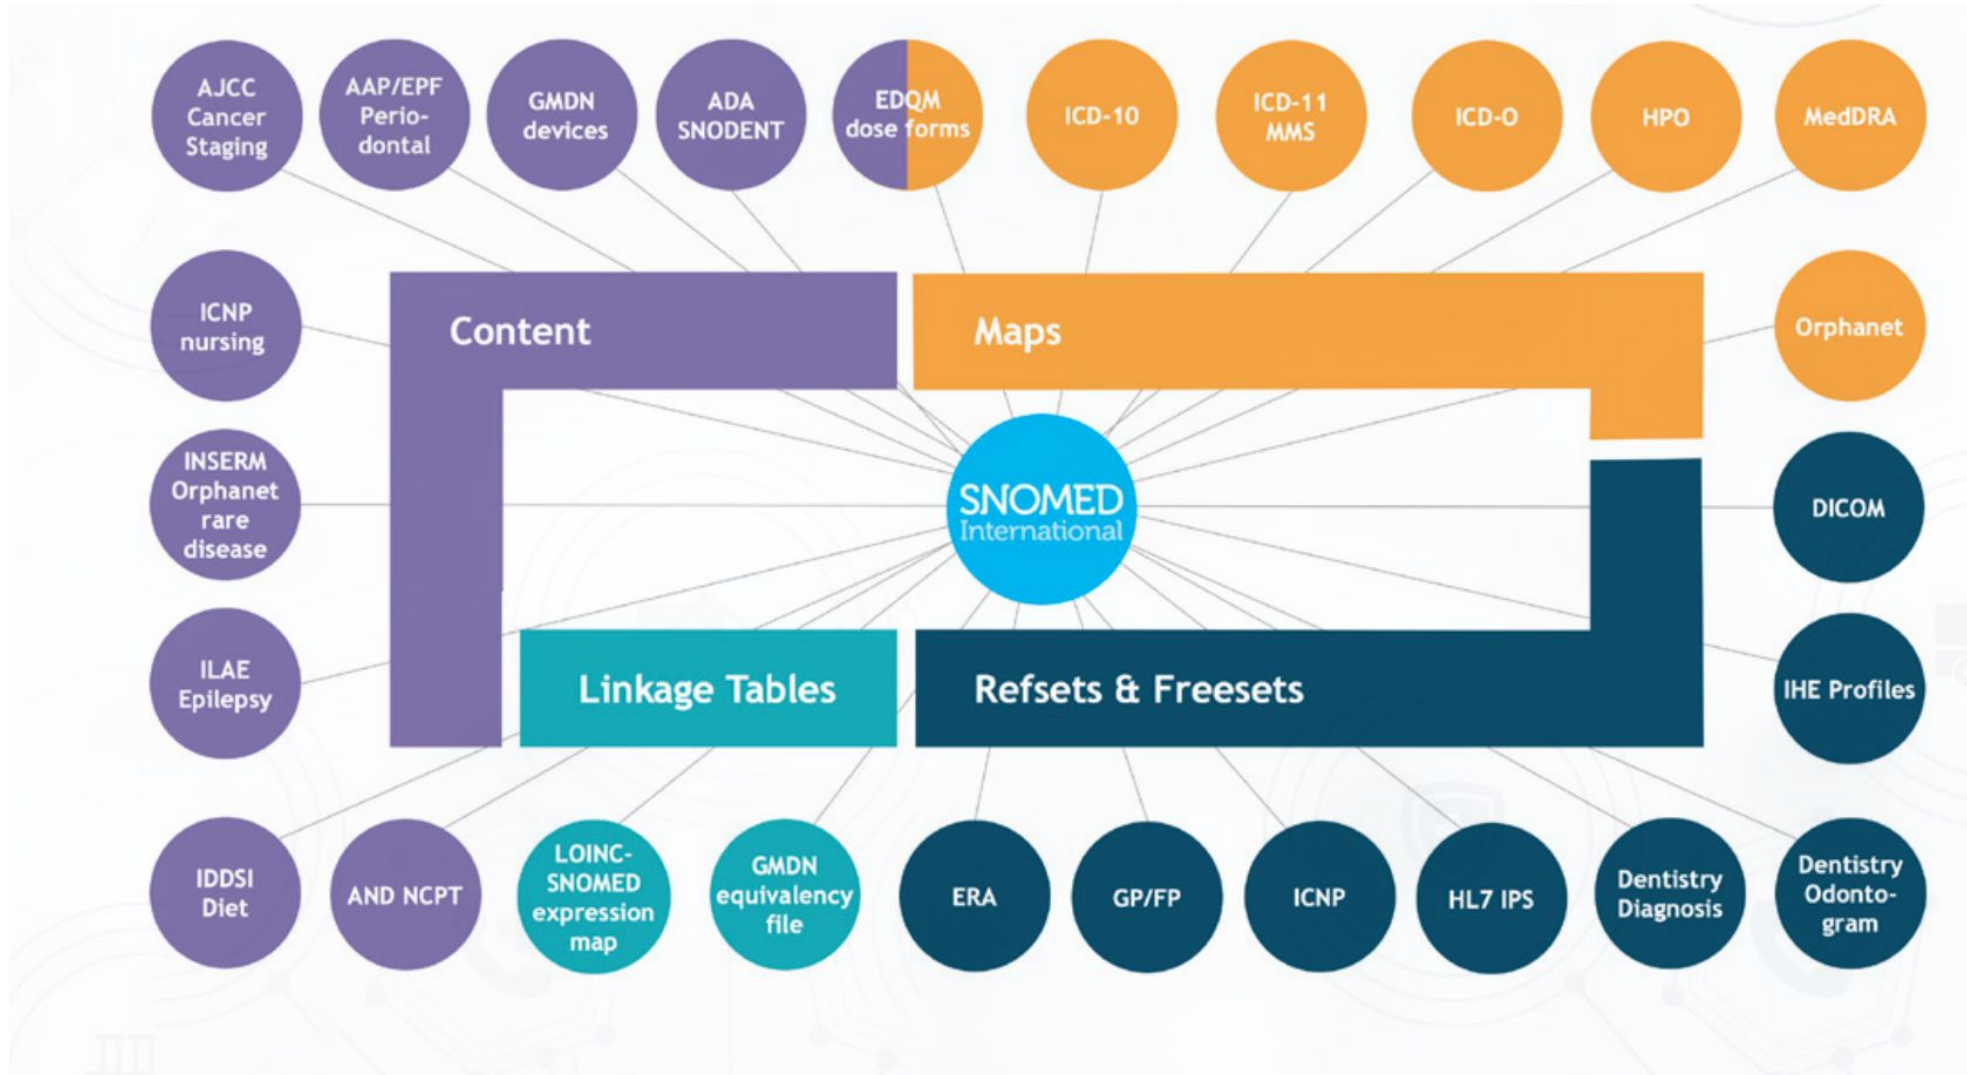 AJCC
Cancer
Staging
AAP/EPF
Perio-
dontal
GMDN
devices
ADA
SNODENT
EDQM
dose forms
ICD-10
ICD-11
MMS
ICD-O
HPO
MedDRA
ICNP
nursing
Content
Maps
Orphanet
INSERM
Orphanet
rare
disease
SNOMED
International
DICOM
ILAE
Epilepsy
Linkage Tables
Refsets & Freesets
IHE Profiles
IDDSI
Diet
AND NCPT
LOINC-
SNOMED
expression
map
GMDN
equivalency
file
ERA
GP/FP
ICNP
HL7 IPS
Dentistry
Diagnosis
Dentistry
Odonto-
gram